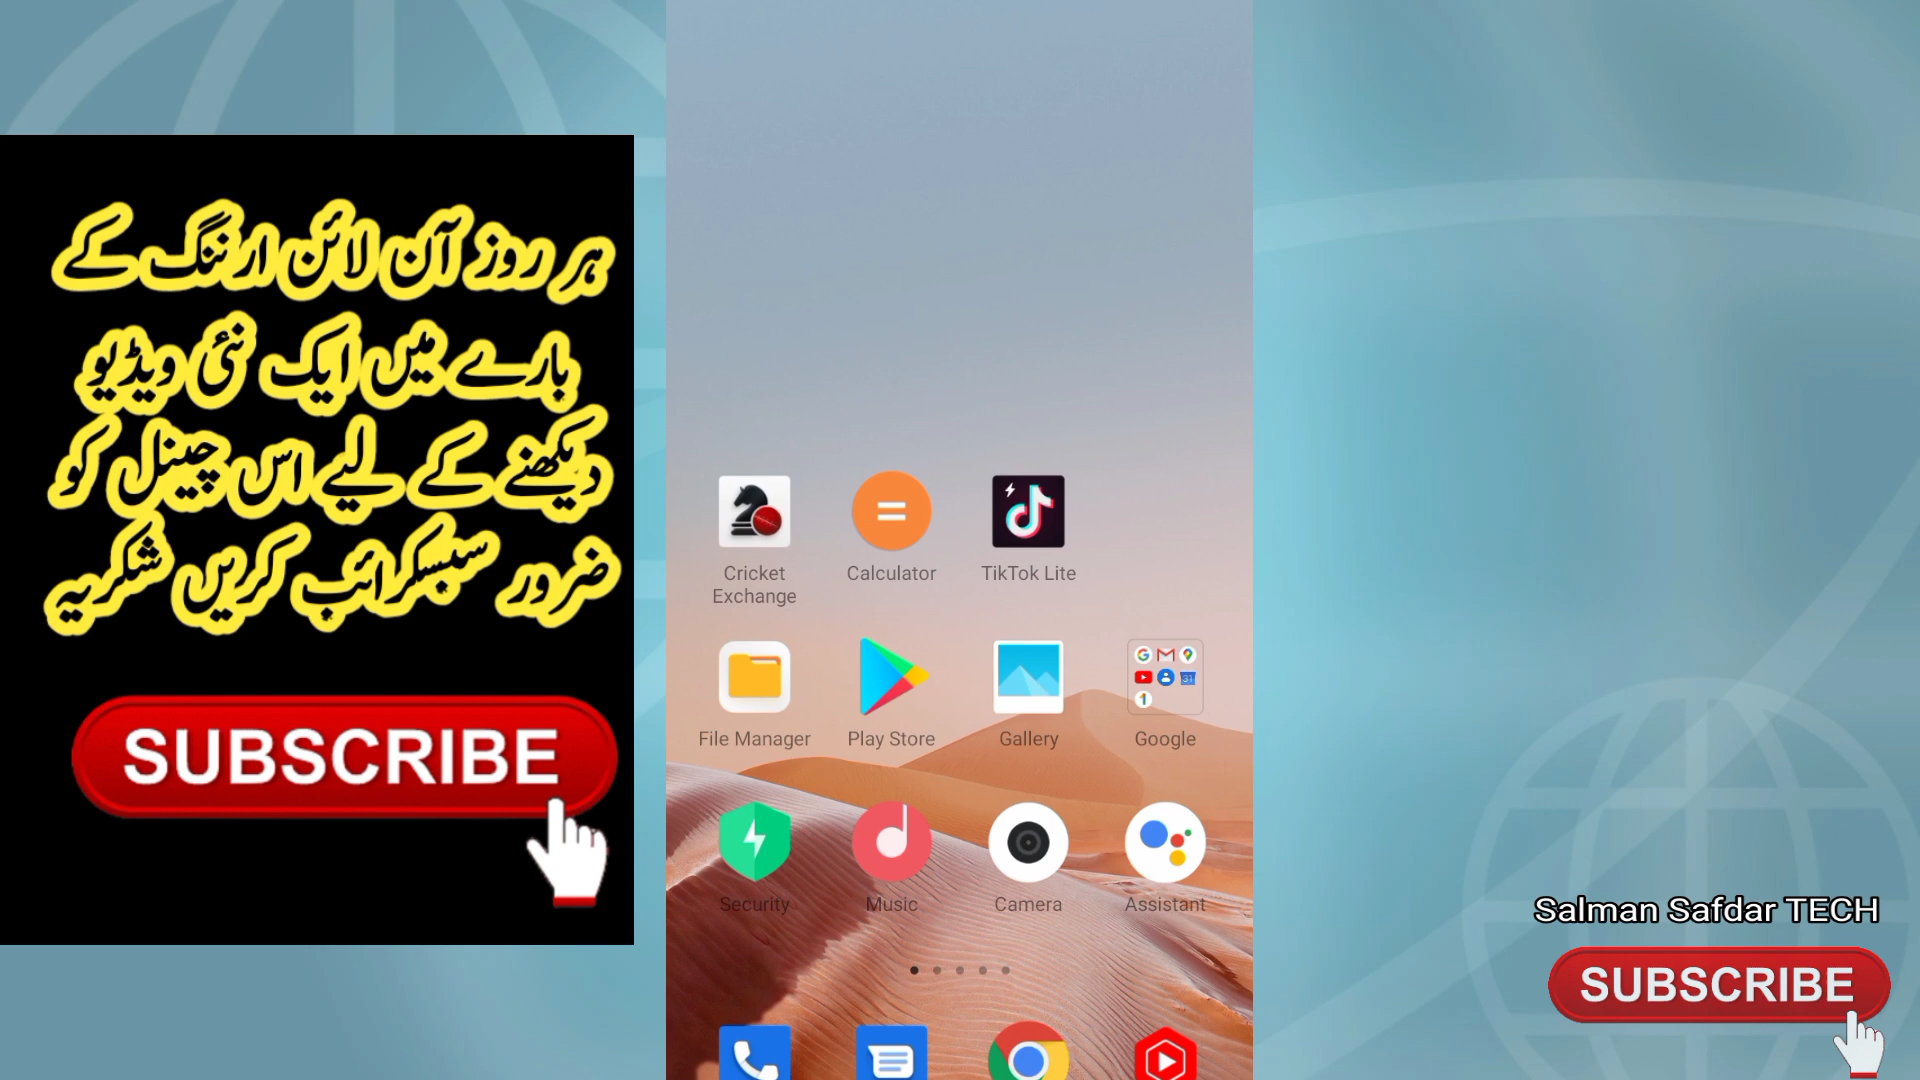 ہر روز آن لائن ارننگ کے
بارے میں ایک نئی ویڈیو
دیکھنے کے لیے اس چینل کو
ضرور سبسکرائب کریں شکریہ
SUBSCRIBE
Cricket
Exchange
Calculator
TikTok Lite
File Manager
Play Store
Gallery
Google
Security
Music
Camera
Assistant
Salman Safdar TECH
SUBSCRIBE